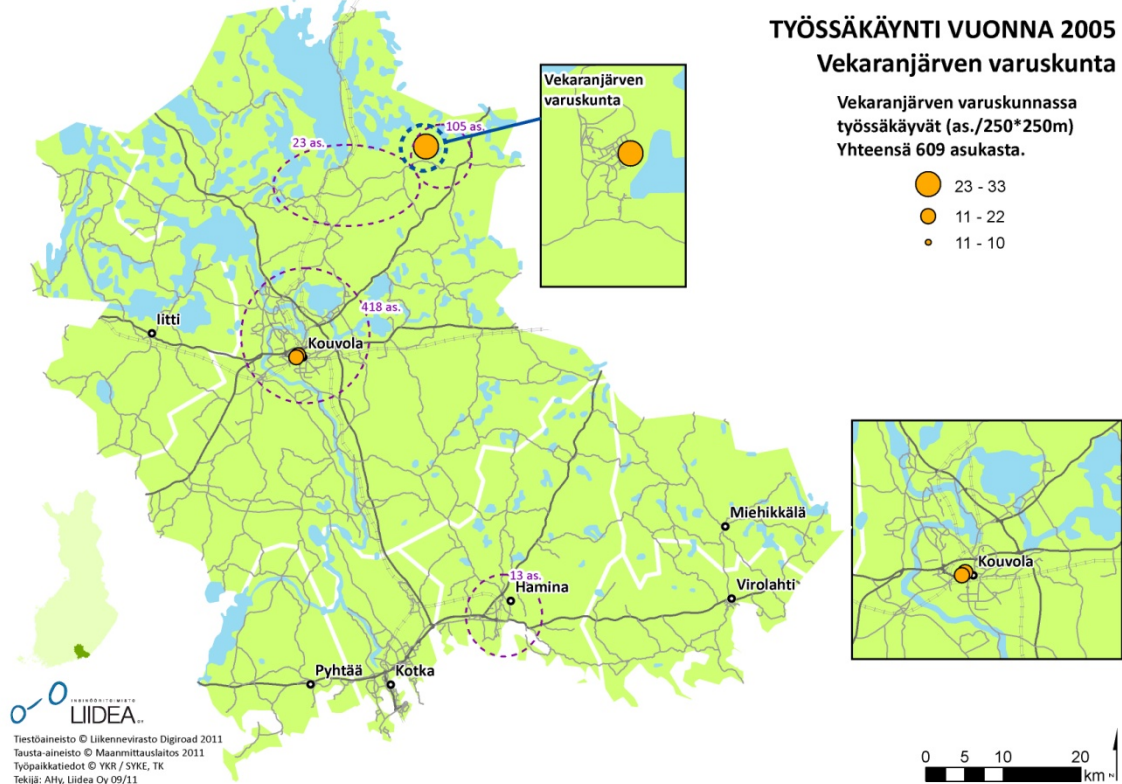 TYÖSSÄKÄYNTI VUONNA 2005
Vekaranjärven varuskunta
Vekaranjärven varuskunnassa
työssäkäyvät (as./250*250m)
Yhteensä 609 asukasta.
23 - 33
11 - 22
11 - 10
Vekaranjärven
varuskunta
105 as.
23 as.
418 as.
Iitti
Kouvola
Miehikkälä
Kouvola
13 as.
Hamina
Virolahti
Pyhtää
Kotka
INSINÖÖRITOIMISTO
LIIDEA OY
Tiestöaineisto © Liikennevirasto Digiroad 2011
Tausta-aineisto © Maanmittauslaitos 2011
Työpaikkatiedot © YKR / SYKE, TK
Tekijä: AHy, Liidea Oy 09/11
0 5 10 20
km
N